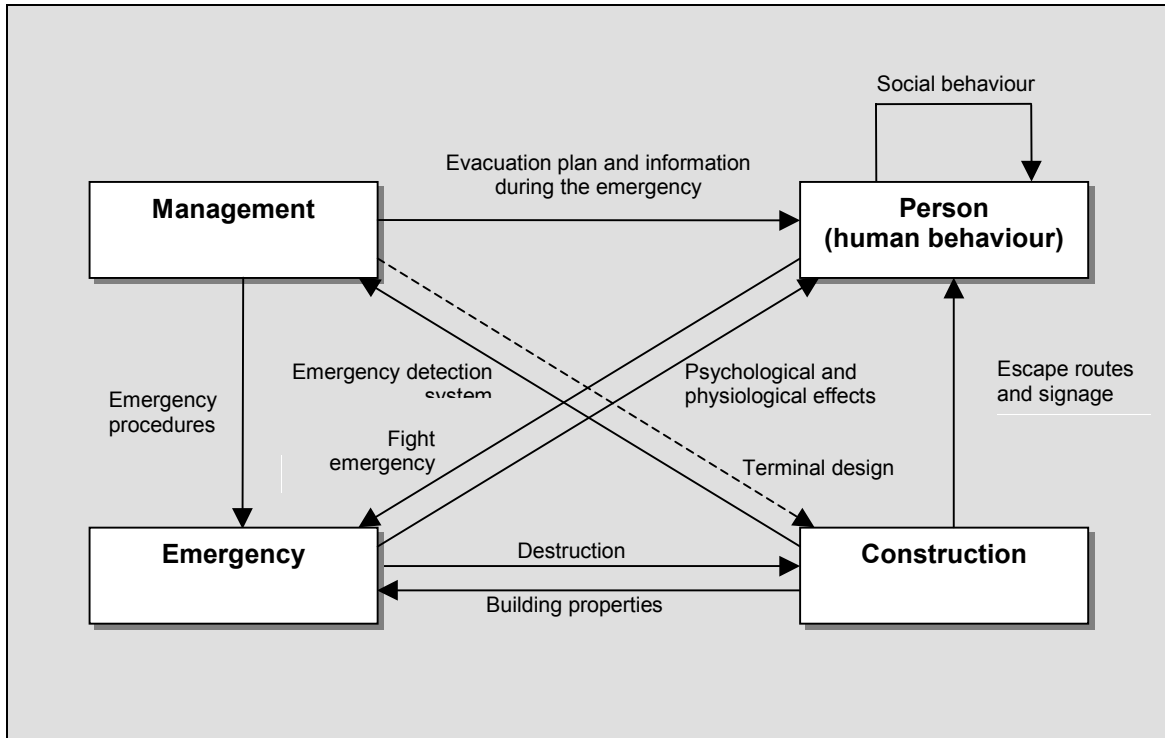 Social behaviour
Evacuation plan and information
during the emergency
Management
Person
(human behaviour)
Emergency detection
system
Psychological and
physiological effects
Escape routes
and signage
Emergency
procedures
Fight
emergency
Terminal design
Emergency
Destruction
Construction
Building properties